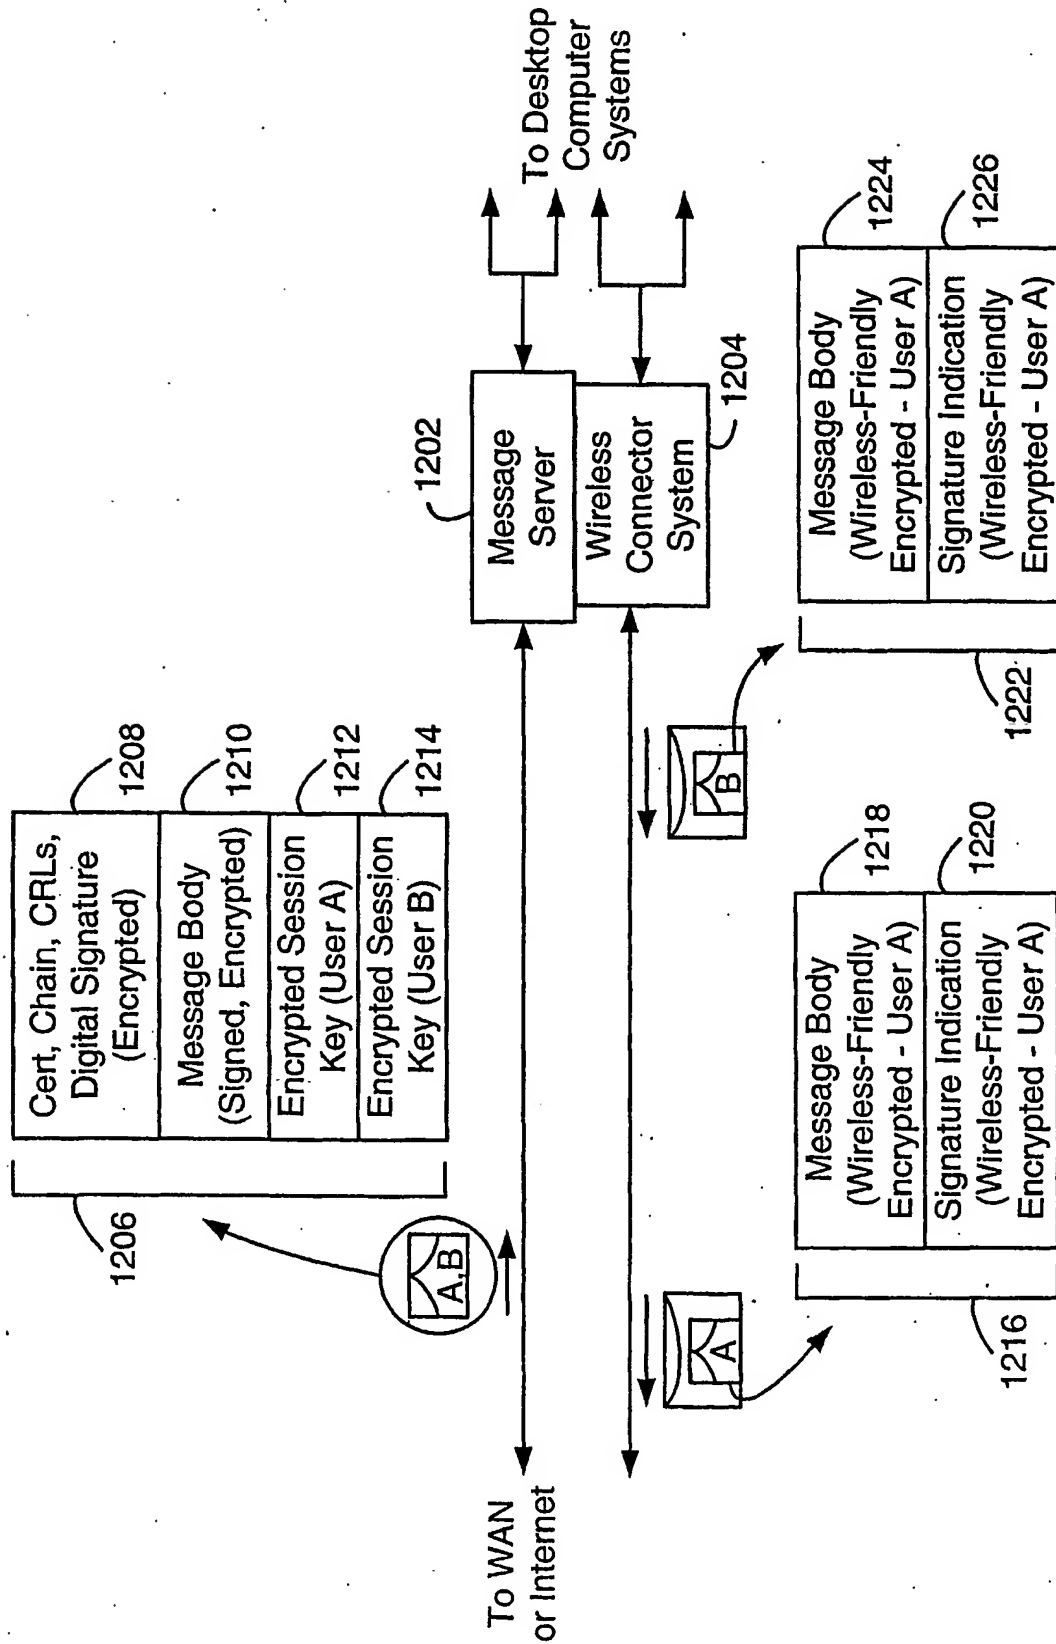 1206
Cert, Chain, CRLs,
Digital Signature
(Encrypted)
1208
Message Body
(Signed, Encrypted)
1210
Encrypted Session
Key (User A)
1212
Encrypted Session
Key (User B)
1214
A,B
To WAN
or Internet
1202
Message
Server
Wireless
Connector
System
1204
To Desktop
Computer
Systems
A
B
1216
Message Body
(Wireless-Friendly
Encrypted - User A)
1218
Signature Indication
(Wireless-Friendly
Encrypted - User A)
1220
1222
Message Body
(Wireless-Friendly
Encrypted - User A)
1224
Signature Indication
(Wireless-Friendly
Encrypted - User A)
1226